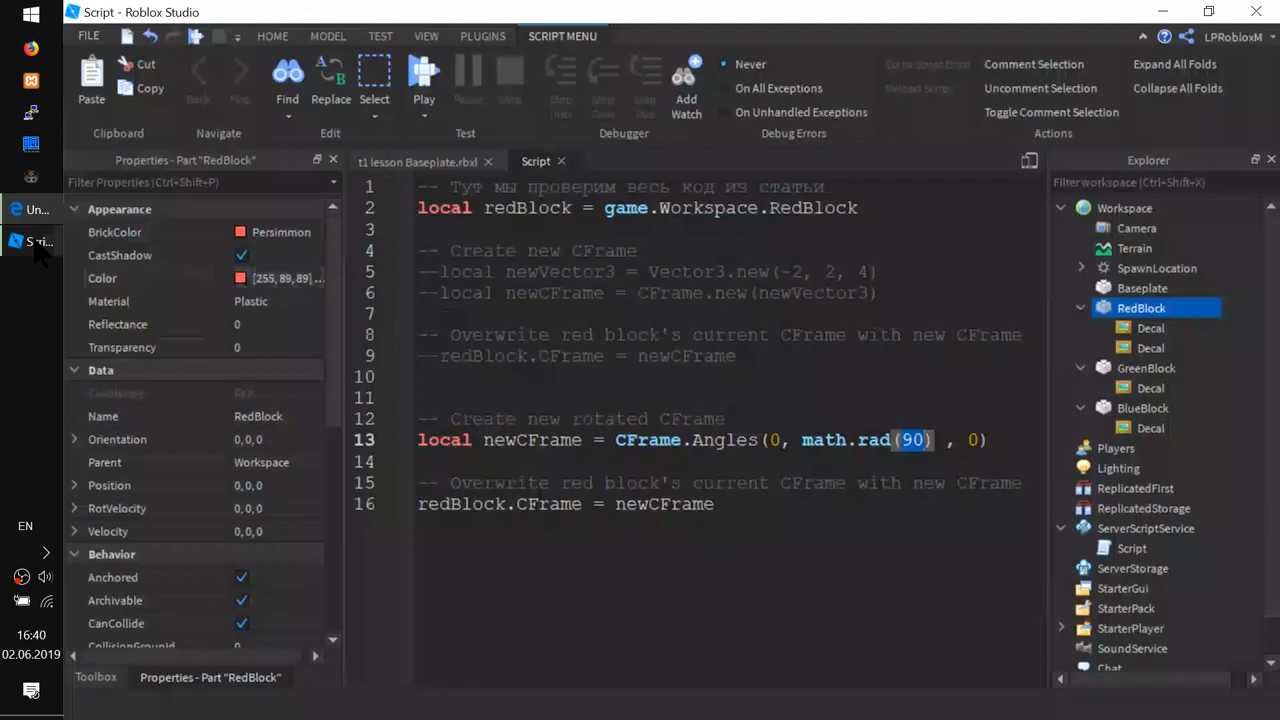 Script - Roblox Studio
FILE HOME MODEL TEST VIEW PLUGINS SCRIPT MENU LPRobloxM
Paste Cut Copy Find Replace Select Play Pause Stop Add Watch
Never
On All Exceptions
On Unhandled Exceptions
Comment Selection
Uncomment Selection
Toggle Comment Selection
Expand All Folds
Collapse All Folds
Clipboard Navigate Edit Test Debugger Debug Errors Actions
Properties - Part "RedBlock"
Filter Properties (Ctrl+Shift+P)
Appearance
BrickColor Persimmon
CastShadow
Color [255, 89, 89]...
Material Plastic
Reflectance 0
Transparency 0
Data
Name RedBlock
Orientation 0, 0, 0
Parent Workspace
Position 0, 0, 0
RotVelocity 0, 0, 0
Velocity 0, 0, 0
Behavior
Anchored
Archivable
CanCollide
CollisionGroupId 0
Toolbox Properties - Part "RedBlock"
t1 lesson Baseplate.rbxl Script
1 -- Тут мы проверим весь код из статьи
2 local redBlock = game.Workspace.RedBlock
3
4 -- Create new CFrame
5 --local newVector3 = Vector3.new(-2, 2, 4)
6 --local newCFrame = CFrame.new(newVector3)
7
8 -- Overwrite red block's current CFrame with new CFrame
9 --redBlock.CFrame = newCFrame
10
11
12 -- Create new rotated CFrame
13 local newCFrame = CFrame.Angles(0, math.rad(90) , 0)
14
15 -- Overwrite red block's current CFrame with new CFrame
16 redBlock.CFrame = newCFrame
Explorer
Filter workspace (Ctrl+Shift+X)
Workspace
Camera
Terrain
SpawnLocation
Baseplate
RedBlock
Decal
Decal
GreenBlock
Decal
BlueBlock
Decal
Players
Lighting
ReplicatedFirst
ReplicatedStorage
ServerScriptService
Script
ServerStorage
StarterGui
StarterPack
StarterPlayer
SoundService
Chat
Un...
Scri...
EN
16:40
02.06.2019